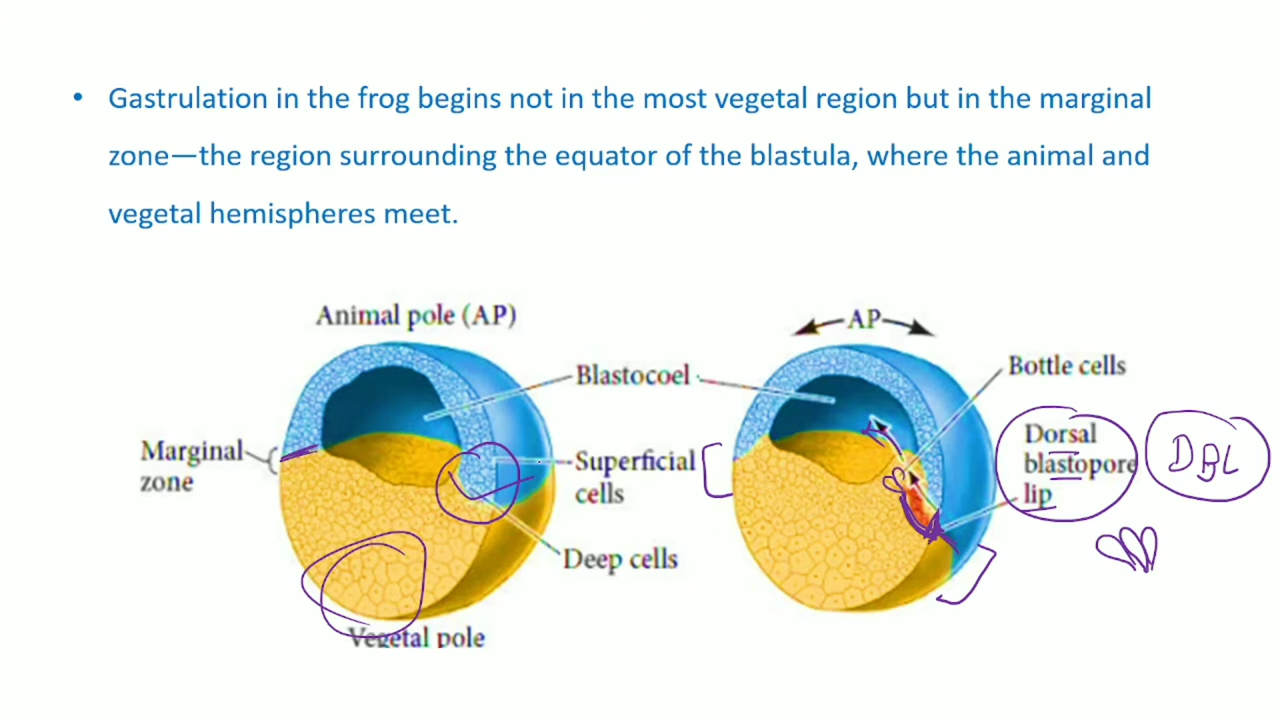 • Gastrulation in the frog begins not in the most vegetal region but in the marginal
zone—the region surrounding the equator of the blastula, where the animal and
vegetal hemispheres meet.
Animal pole (AP)
AP
Blastocoel
Bottle cells
Marginal
zone
Superficial
cells
Dorsal
blastopore
lip
DBL
Deep cells
Vegetal pole